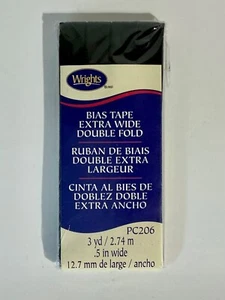 Wrights
BIAS TAPE
EXTRA WIDE
DOUBLE FOLD
RUBAN DE BIAIS
DOUBLE EXTRA
LARGEUR
CINTA AL BIES DE
DOBLEZ DOBLE
EXTRA ANCHO
PC206
3 yd / 2.74 m
.5 in wide
12.7 mm de large / ancho